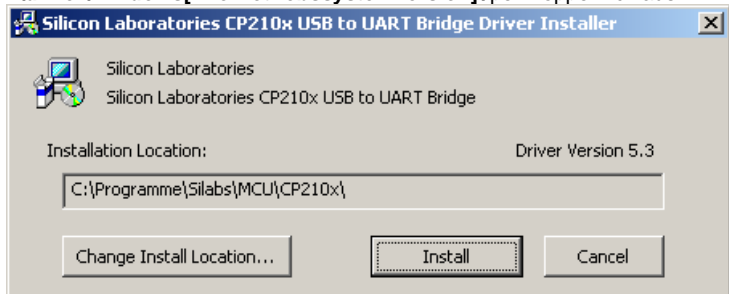 Silicon Laboratories CP210x USB to UART Bridge Driver Installer
Silicon Laboratories
Silicon Laboratories CP210x USB to UART Bridge
Installation Location: Driver Version 5.3
C:\Programme\Silabs\MCU\CP210x\
Change Install Location... Install Cancel